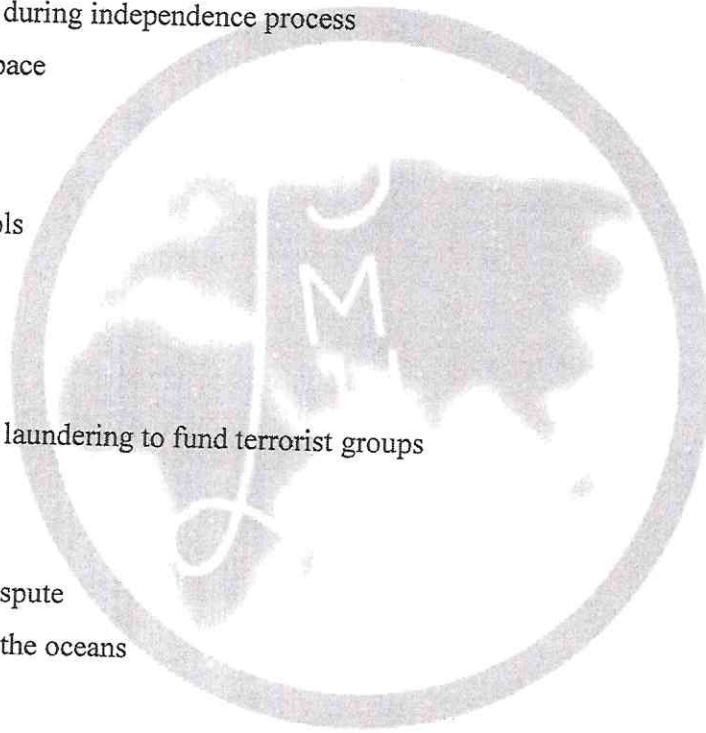 during independence process
pace
ols
laundering to fund terrorist groups
spute
the oceans